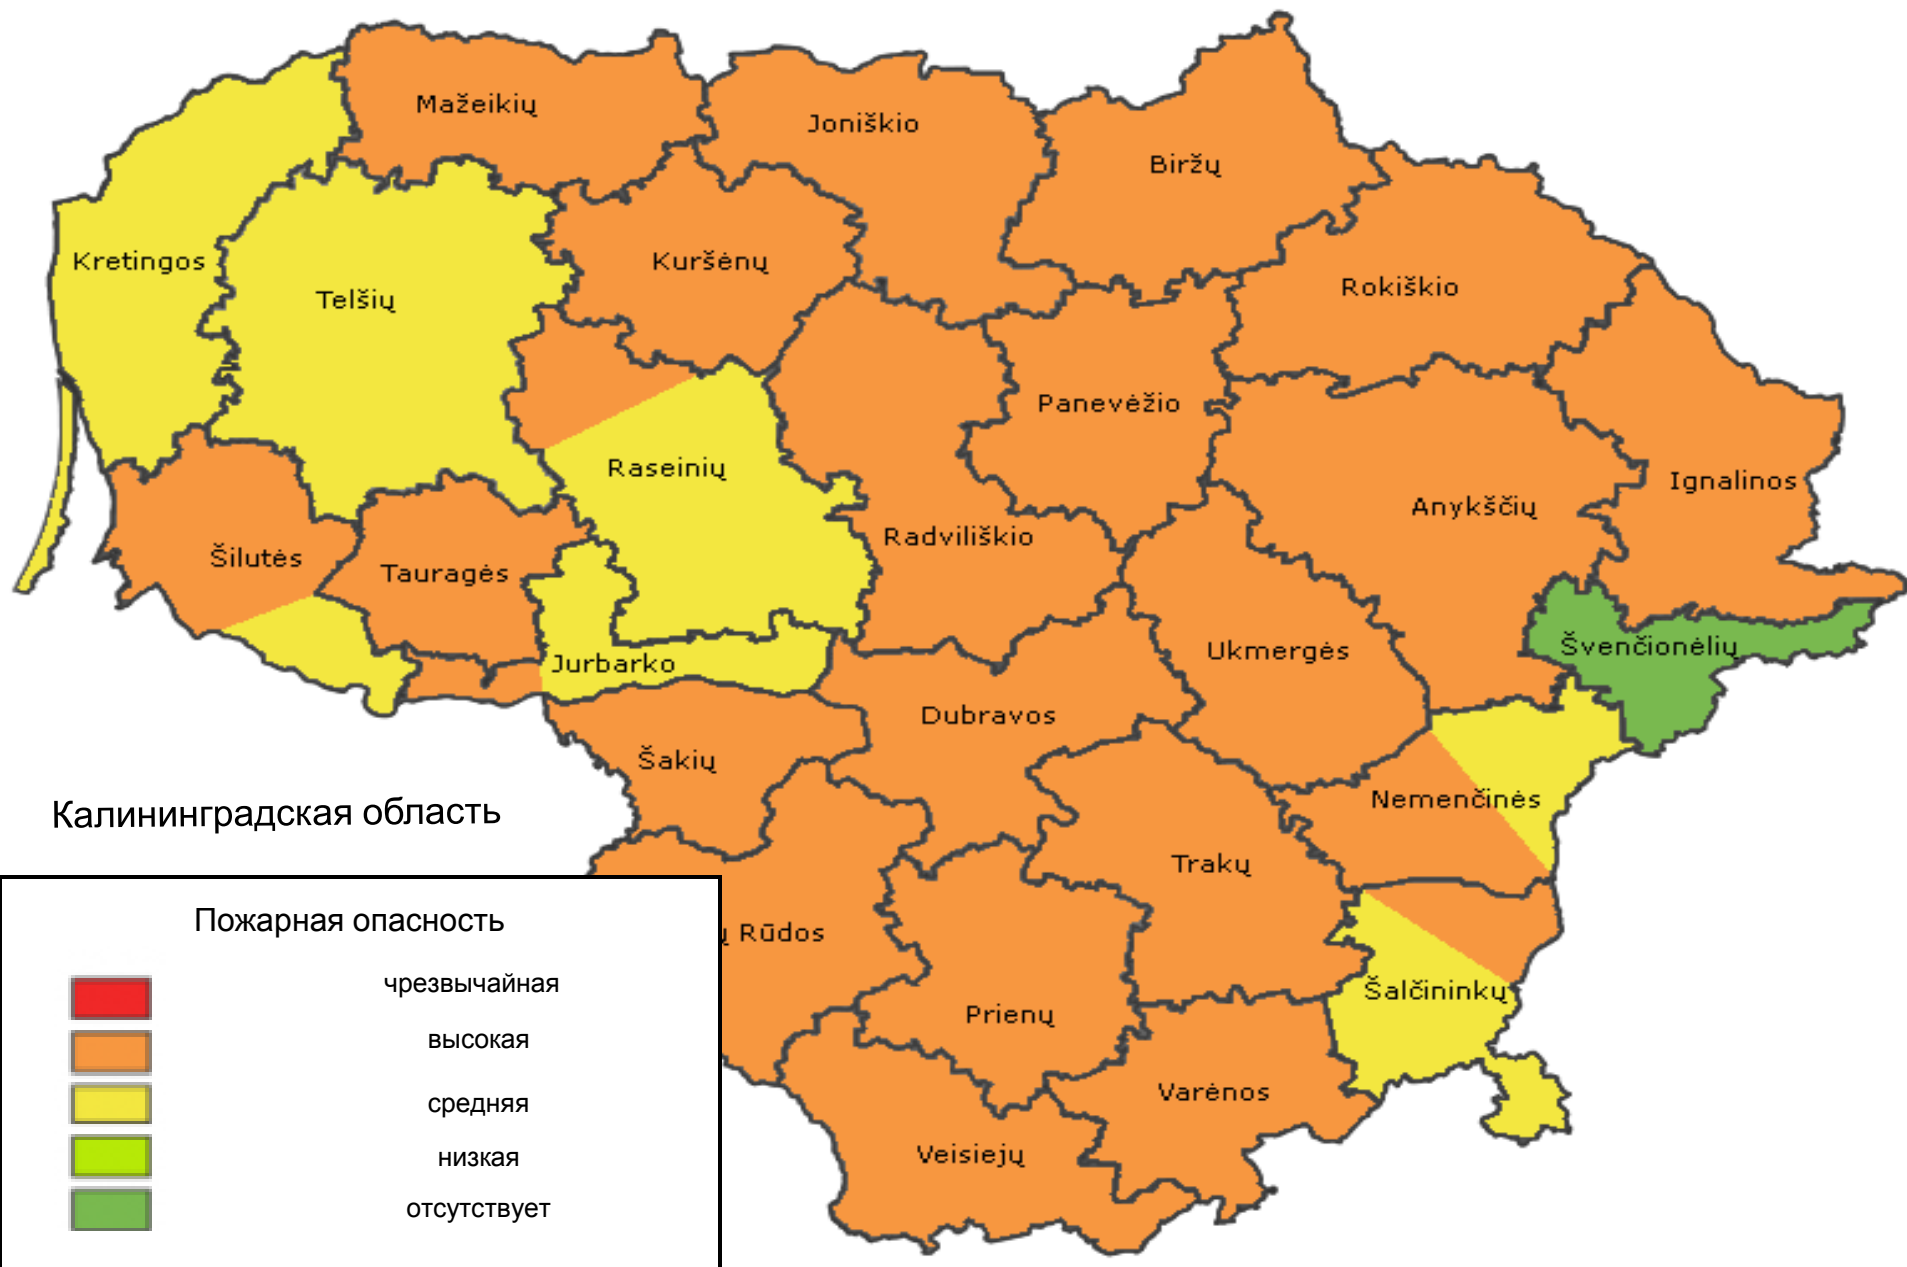 Mažeikių
Joniškio
Biržų
Kretingos
Telšių
Kuršėnų
Rokiškio
Panevėžio
Raseinių
Ignalinos
Anykščių
Radviliškio
Šilutės
Tauragės
Švenčionėlių
Ukmergės
Jurbarko
Dubravos
Šakių
Nemenčinės
Калининградская область
Trakų
ų Rūdos
Šalčininkų
Prienų
Varėnos
Veisiejų
Пожарная опасность
чрезвычайная
высокая
средняя
низкая
отсутствует